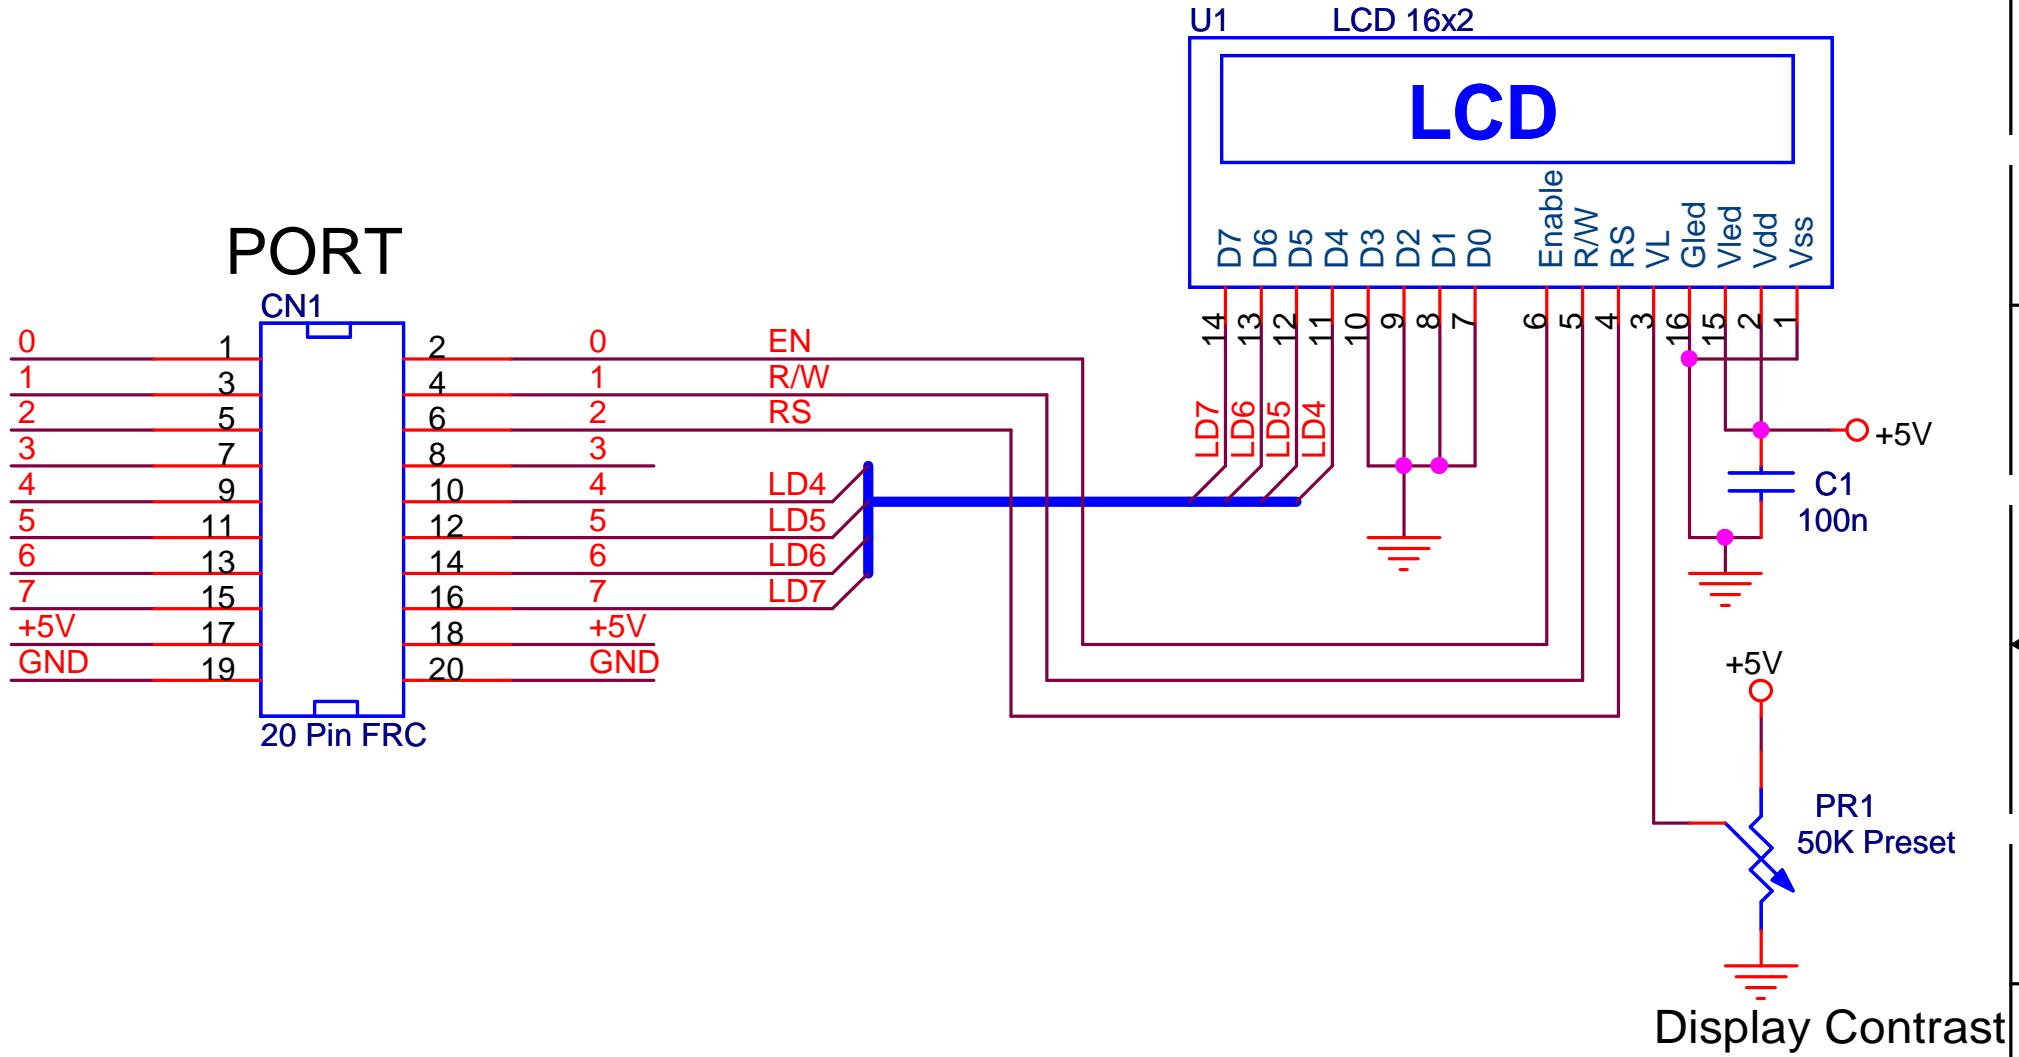 U1 LCD 16x2
LCD
D7 D6 D5 D4 D3 D2 D1 D0 Enable R/W RS VL Gled Vled Vdd Vss
14 13 12 11 10 9 8 7 6 5 4 3 16 15 2 1
LD7 LD6 LD5 LD4
PORT
CN1
0 1 2 0 EN
1 3 4 1 R/W
2 5 6 2 RS
3 7 8 3
4 9 10 4 LD4
5 11 12 5 LD5
6 13 14 6 LD6
7 15 16 7 LD7
+5V 17 18 +5V
GND 19 20 GND
20 Pin FRC
+5V
C1
100n
+5V
PR1
50K Preset
Display Contrast